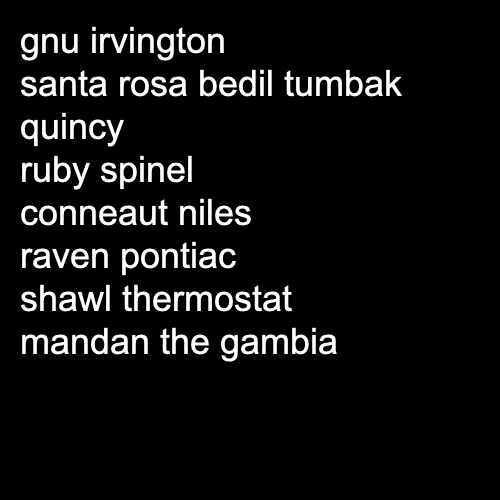 gnu irvington
santa rosa bedil tumbak
quincy
ruby spinel
conneaut niles
raven pontiac
shawl thermostat
mandan the gambia